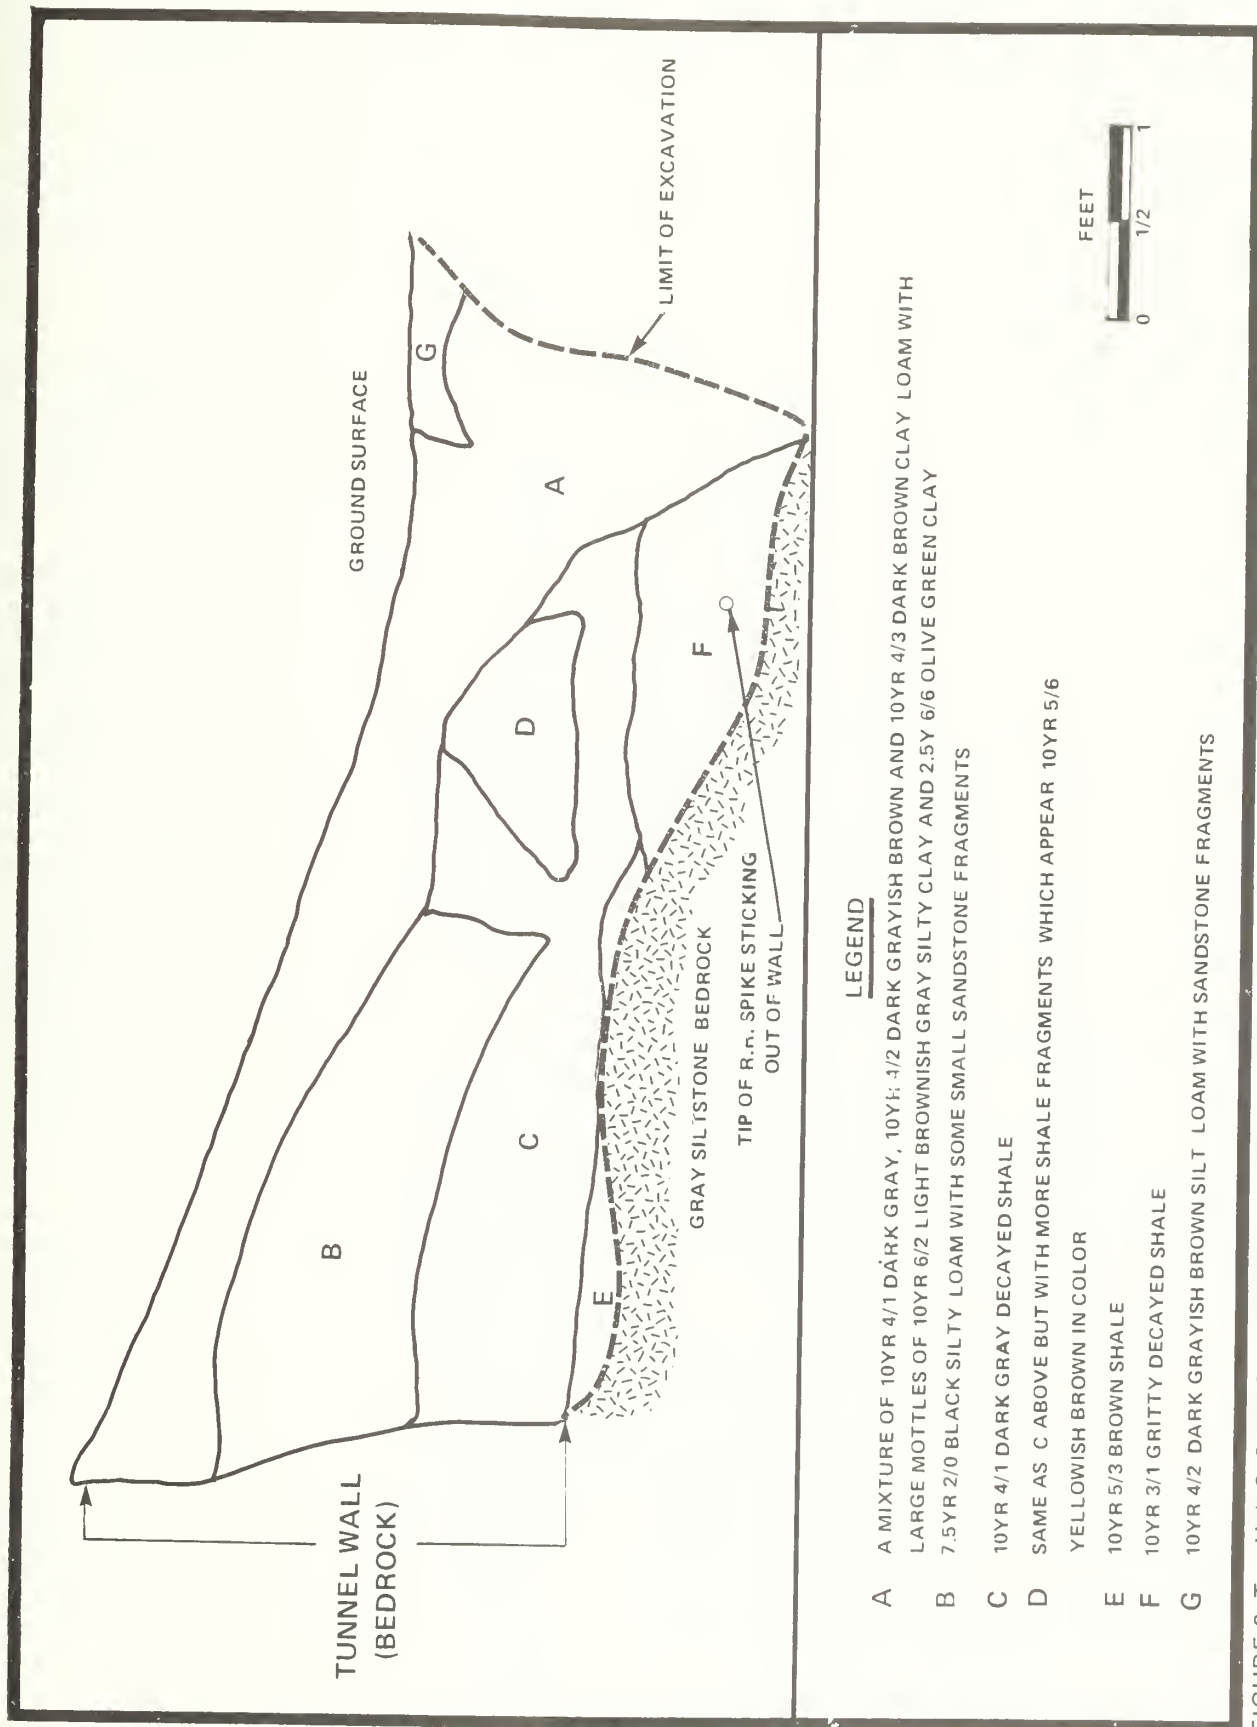 GROUND SURFACE
LIMIT OF EXCAVATION
TUNNEL WALL
(BEDROCK)
G
A
B
D
C
F
E
GRAY SILTSTONE BEDROCK
TIP OF R.R. SPIKE STICKING
OUT OF WALL
FEET
0 1/2 1
LEGEND
A A MIXTURE OF 10YR 4/1 DARK GRAY, 10YR 4/2 DARK GRAYISH BROWN AND 10YR 4/3 DARK BROWN CLAY LOAM WITH
LARGE MOTTLES OF 10YR 6/2 LIGHT BROWNISH GRAY SILTY CLAY AND 2.5Y 6/6 OLIVE GREEN CLAY
B 7.5YR 2/0 BLACK SILTY LOAM WITH SOME SMALL SANDSTONE FRAGMENTS
C 10YR 4/1 DARK GRAY DECAYED SHALE
D SAME AS C ABOVE BUT WITH MORE SHALE FRAGMENTS WHICH APPEAR 10YR 5/6
YELLOWISH BROWN IN COLOR
E 10YR 5/3 BROWN SHALE
F 10YR 3/1 GRITTY DECAYED SHALE
G 10YR 4/2 DARK GRAYISH BROWN SILT LOAM WITH SANDSTONE FRAGMENTS